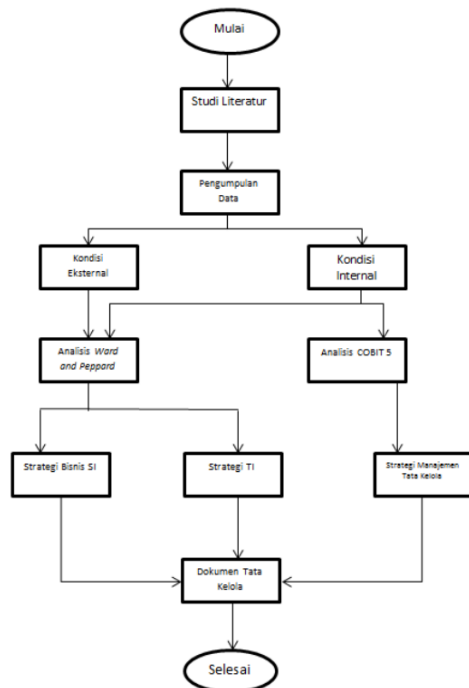 Mulai
Studi Literatur
Pengumpulan
Data
Kondisi
Eksternal
Kondisi
Internal
Analisis Ward
and Peppard
Analisis COBIT 5
Strategi Bisnis SI
Strategi TI
Strategi Manajemen
Tata Kelola
Dokumen Tata
Kelola
Selesai